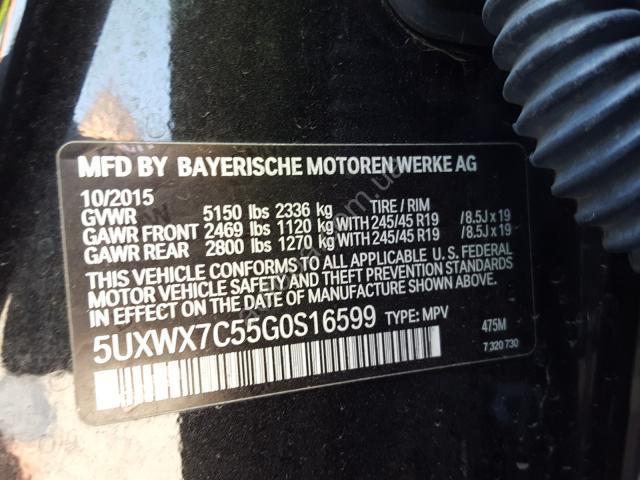 MFD BY BAYERISCHE MOTOREN WERKE AG
10/2015 TIRE / RIM
GVWR 5150 lbs 2336 kg
GAWR FRONT 2469 lbs 1120 kg WITH 245/45 R19 /8.5J x 19
GAWR REAR 2800 lbs 1270 kg WITH 245/45 R19 /8.5J x 19
THIS VEHICLE CONFORMS TO ALL APPLICABLE U. S. FEDERAL
MOTOR VEHICLE SAFETY AND THEFT PREVENTION STANDARDS
IN EFFECT ON THE DATE OF MANUFACTURE SHOWN ABOVE
5UXWX7C55G0S16599 TYPE: MPV 475M
7 320 730